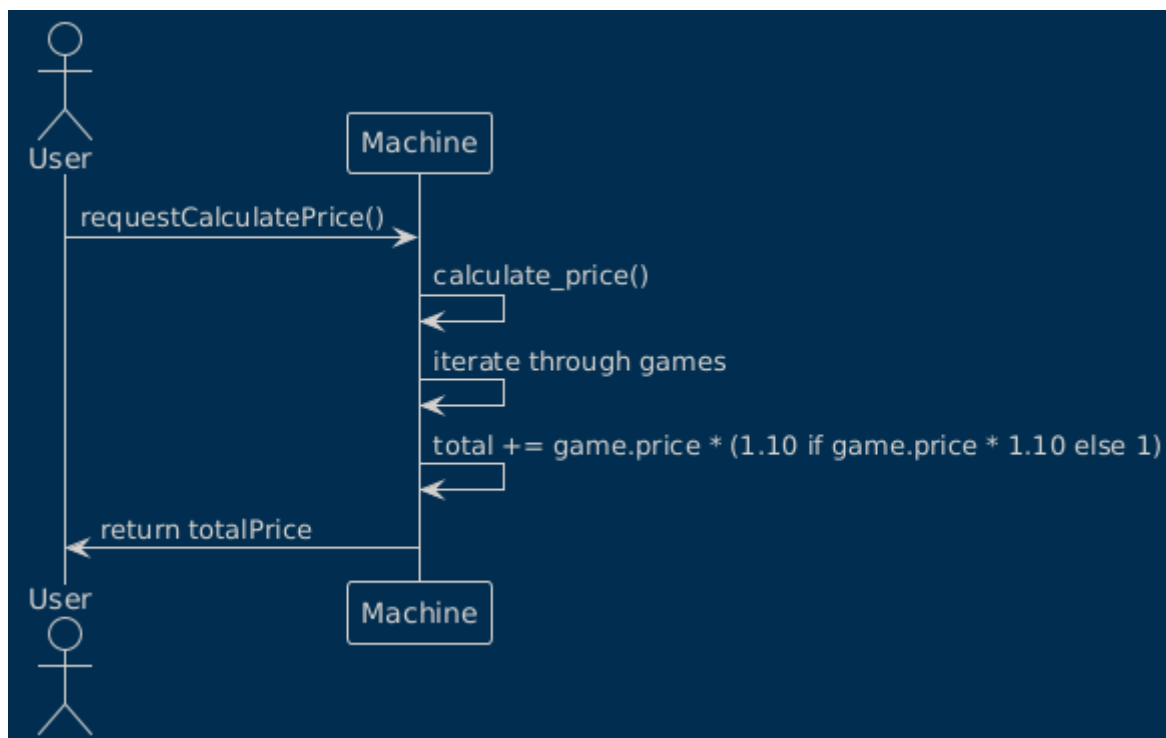 User
Machine
requestCalculatePrice()
calculate_price()
iterate through games
total += game.price * (1.10 if game.price * 1.10 else 1)
return totalPrice
User
Machine